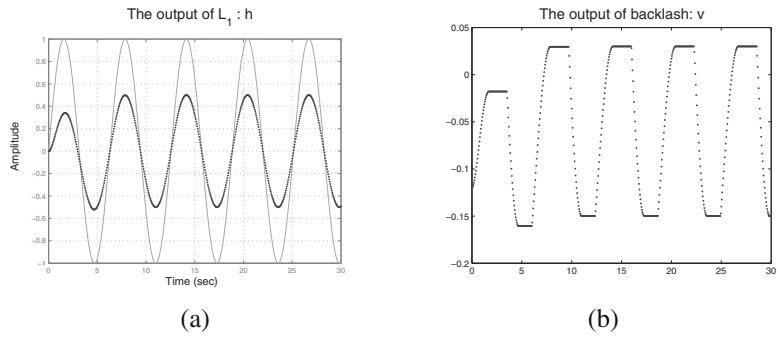 The output of L₁ : h
Amplitude
1
0.8
0.6
0.4
0.2
0
−0.2
−0.4
−0.6
−0.8
−1
0 5 10 15 20 25 30
Time (sec)
(a)
The output of backlash: v
0.05
0
−0.05
−0.1
−0.15
−0.2
0 5 10 15 20 25 30
(b)